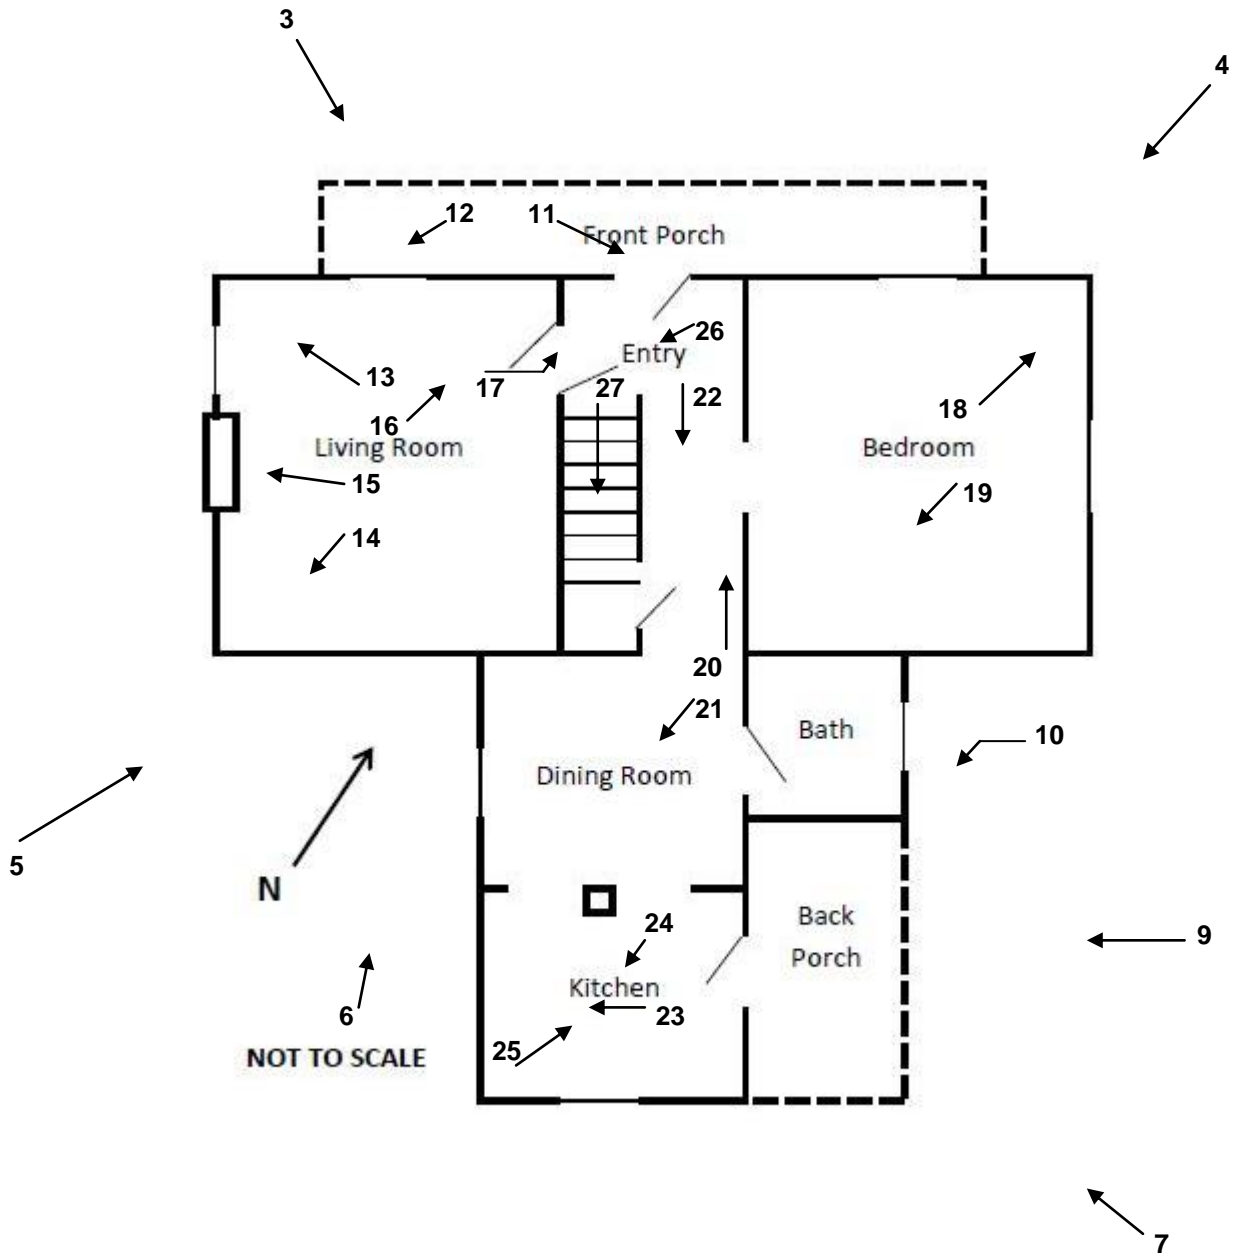 3
4
12
11
Front Porch
26
Entry
13
17
27
22
16
18
Living Room
Bedroom
15
19
14
20
21
Bath
10
Dining Room
5
N
24
Back
Porch
9
Kitchen
6
23
25
NOT TO SCALE
7